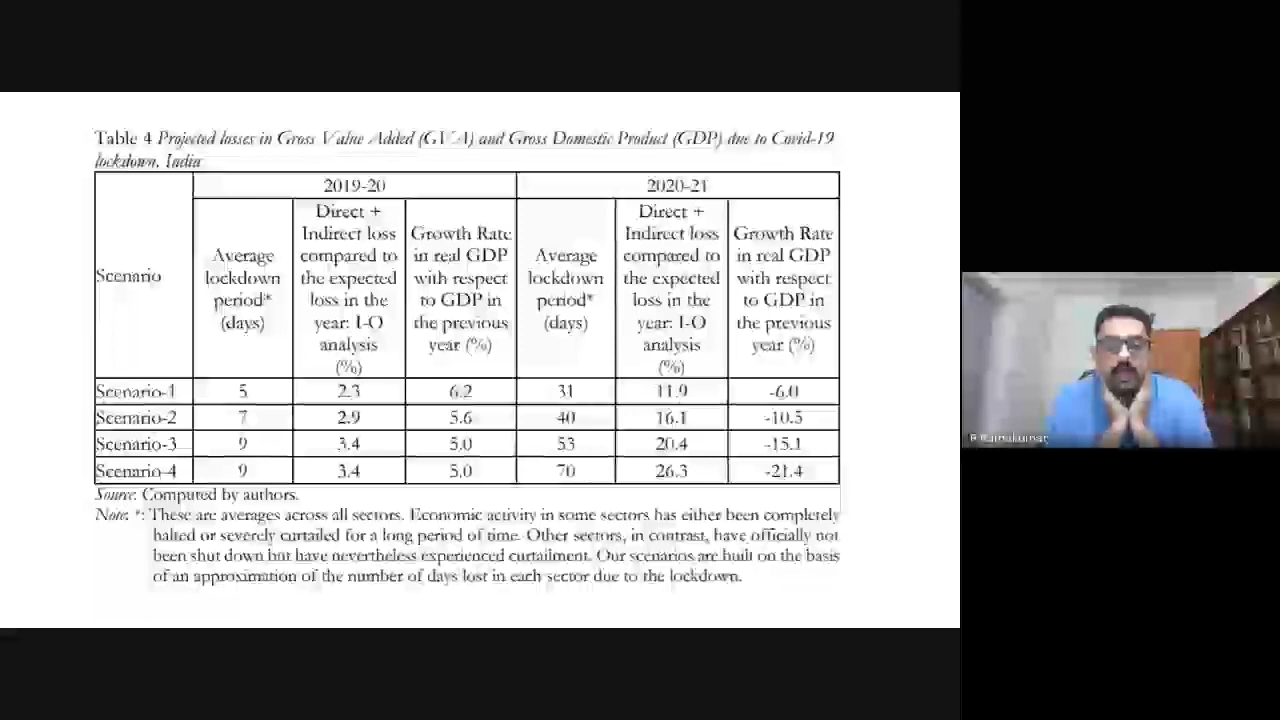 Table 4 Projected losses in Gross Value Added (GVA) and Gross Domestic Product (GDP) due to Covid-19
lockdown, India
Scenario
2019-20
2020-21
Average
lockdown
period*
(days)
Direct +
Indirect loss
compared to
the expected
loss in the
year: I-O
analysis
(%)
Growth Rate
in real GDP
with respect
to GDP in
the previous
year (%)
Average
lockdown
period*
(days)
Direct +
Indirect loss
compared to
the expected
loss in the
year: I-O
analysis
(%)
Growth Rate
in real GDP
with respect
to GDP in
the previous
year (%)
Scenario-1 5 2.3 6.2 31 11.9 -6.0
Scenario-2 7 2.9 5.6 40 16.1 -10.5
Scenario-3 9 3.4 5.0 53 20.4 -15.1
Scenario-4 9 3.4 5.0 70 26.3 -21.4
Source: Computed by authors.
Note: *: These are averages across all sectors. Economic activity in some sectors has either been completely
halted or severely curtailed for a long period of time. Other sectors, in contrast, have officially not
been shut down but have nevertheless experienced curtailment. Our scenarios are built on the basis
of an approximation of the number of days lost in each sector due to the lockdown.
R Ramakumar